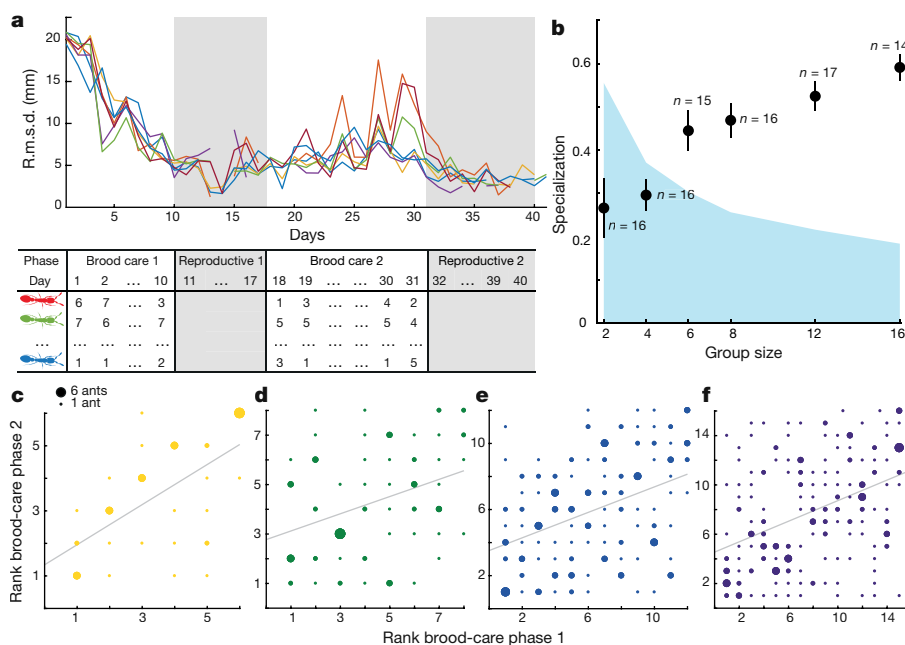 a
R.m.s.d. (mm)
20
15
10
5
0
5 10 15 20 25 30 35 40
Days
Phase Brood care 1 Reproductive 1 Brood care 2 Reproductive 2
Day 1 2 ... 10 11 ... 17 18 19 ... 30 31 32 ... 39 40
6 7 ... 3 1 3 ... 4 2
7 6 ... 7 5 5 ... 5 4
... ... ... ... ... ... ... ... ...
1 1 ... 2 3 1 ... 1 5
b
Specialization
0.6
0.4
0.2
0
n = 16
n = 16
n = 15
n = 16
n = 17
n = 14
2 4 6 8 12 16
Group size
c
6 ants
1 ant
Rank brood-care phase 2
5
3
1
1 3 5
d
7
5
3
1
1 3 5 7
e
10
6
2
2 6 10
f
14
10
6
2
2 6 10 14
Rank brood-care phase 1